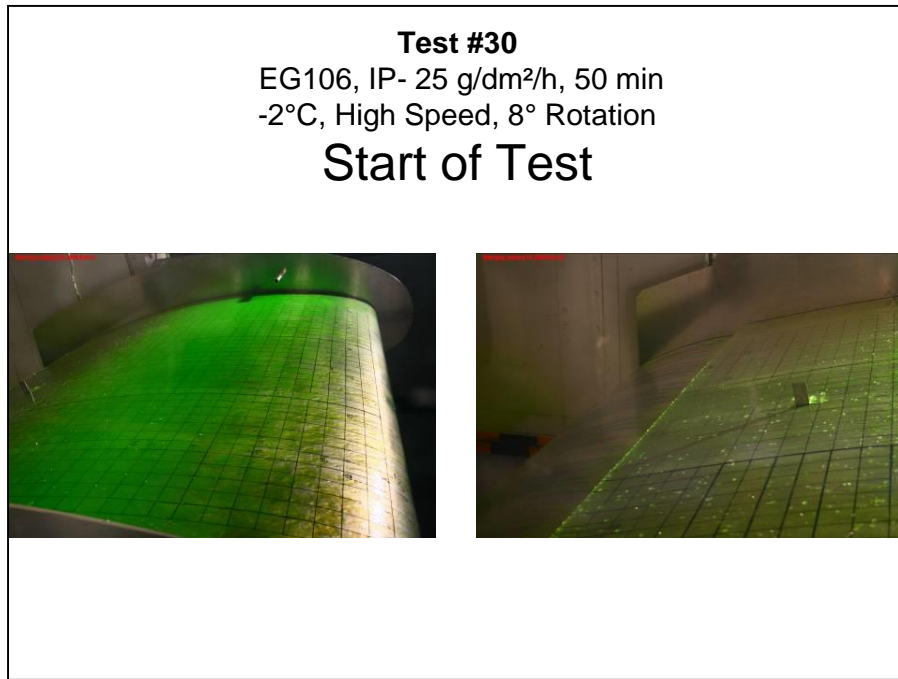 Test #30
EG106, IP- 25 g/dm²/h, 50 min
-2°C, High Speed, 8° Rotation
Start of Test